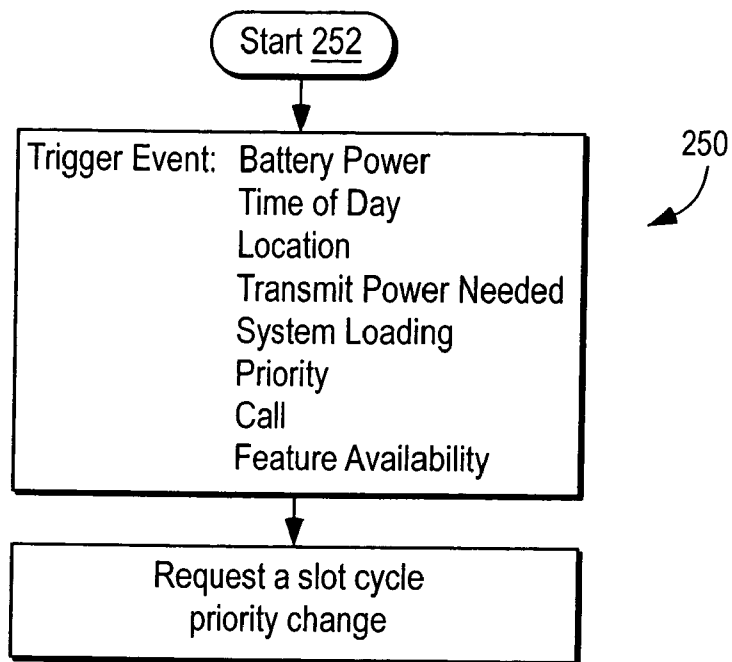 Start 252
Trigger Event: Battery Power
Time of Day
Location
Transmit Power Needed
System Loading
Priority
Call
Feature Availability
250
Request a slot cycle
priority change